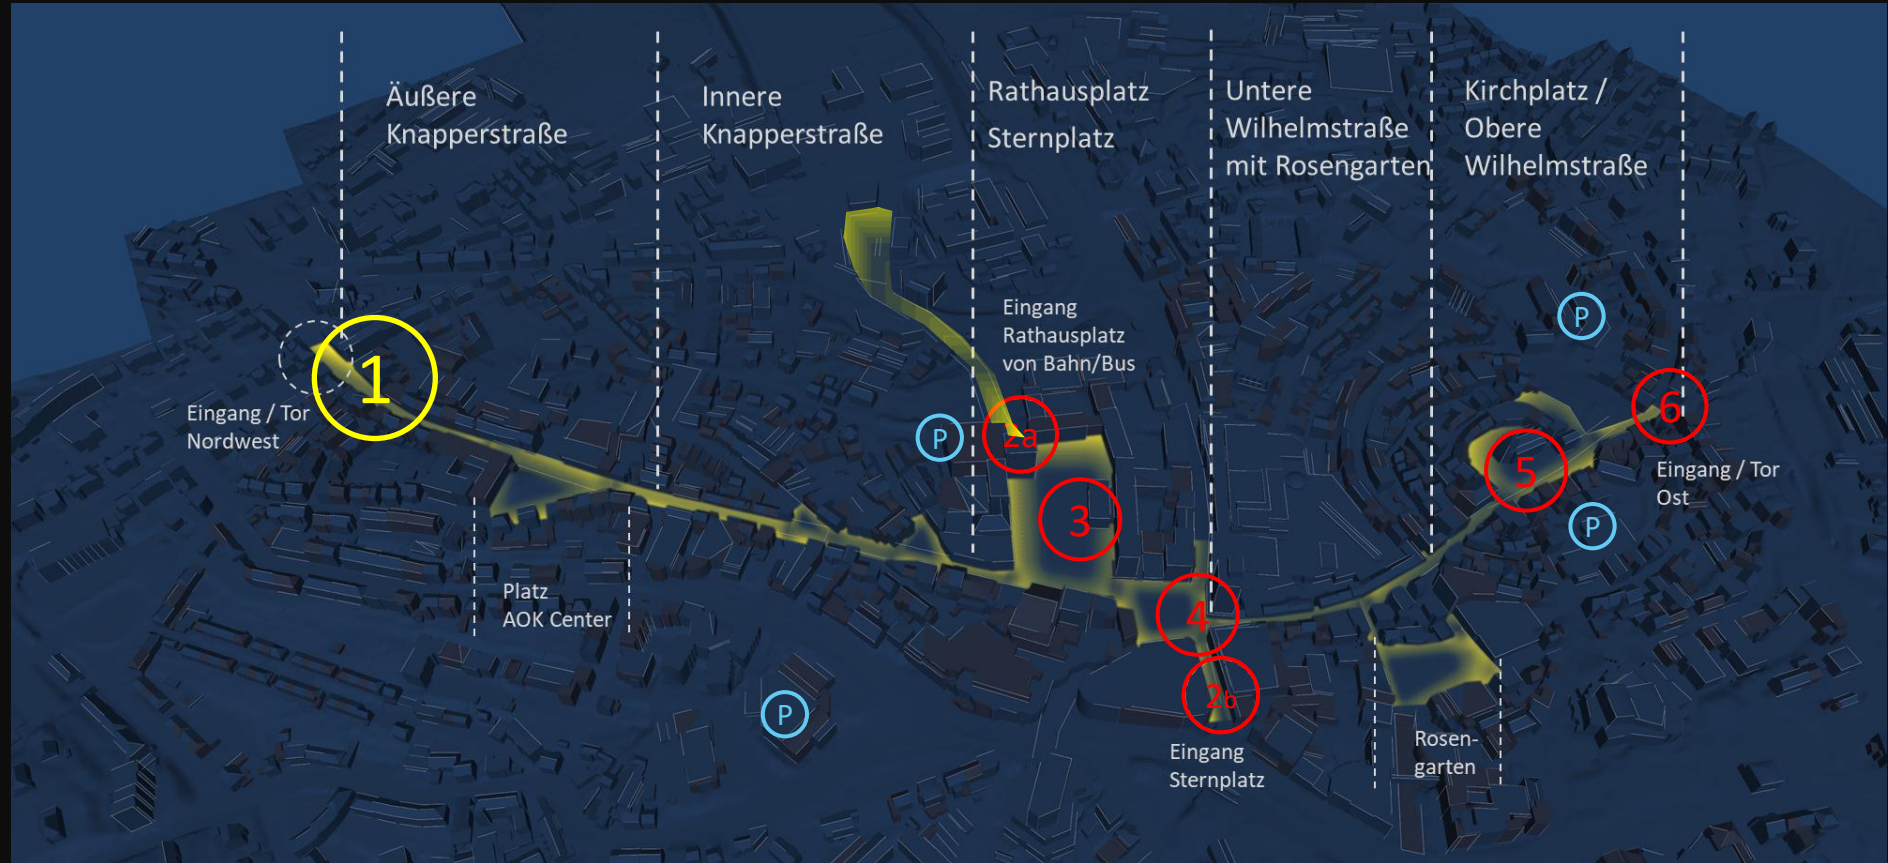 Äußere
Knapperstraße
Innere
Knapperstraße
Rathausplatz
Sternplatz
Untere
Wilhelmstraße
mit Rosengarten
Kirchplatz /
Obere
Wilhelmstraße
Eingang
Rathausplatz
von Bahn/Bus
P
1
Eingang / Tor
Nordwest
P
2a
6
5
Eingang / Tor
Ost
3
P
Platz
AOK Center
4
P
2b
Eingang
Sternplatz
Rosen-
garten